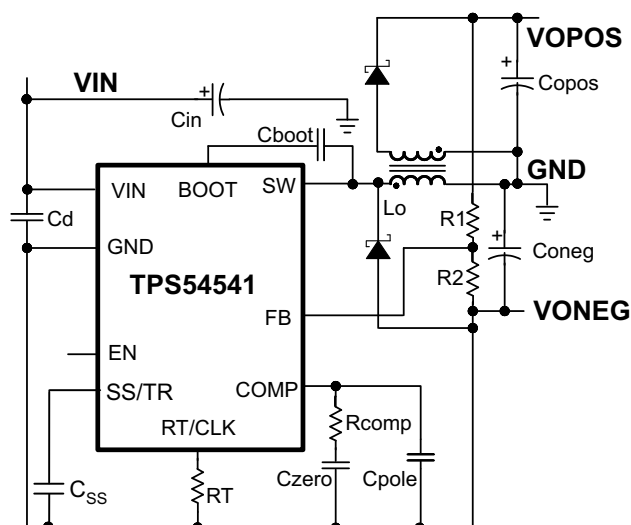 VOPOS
VIN
+
+
Copos
Cin
Cboot
GND
VIN
BOOT
SW
Lo
R1
Cd
GND
+
Coneg
TPS54541
R2
FB
VONEG
EN
SS/TR
COMP
RT/CLK
Rcomp
Czero
Cpole
CSS
RT